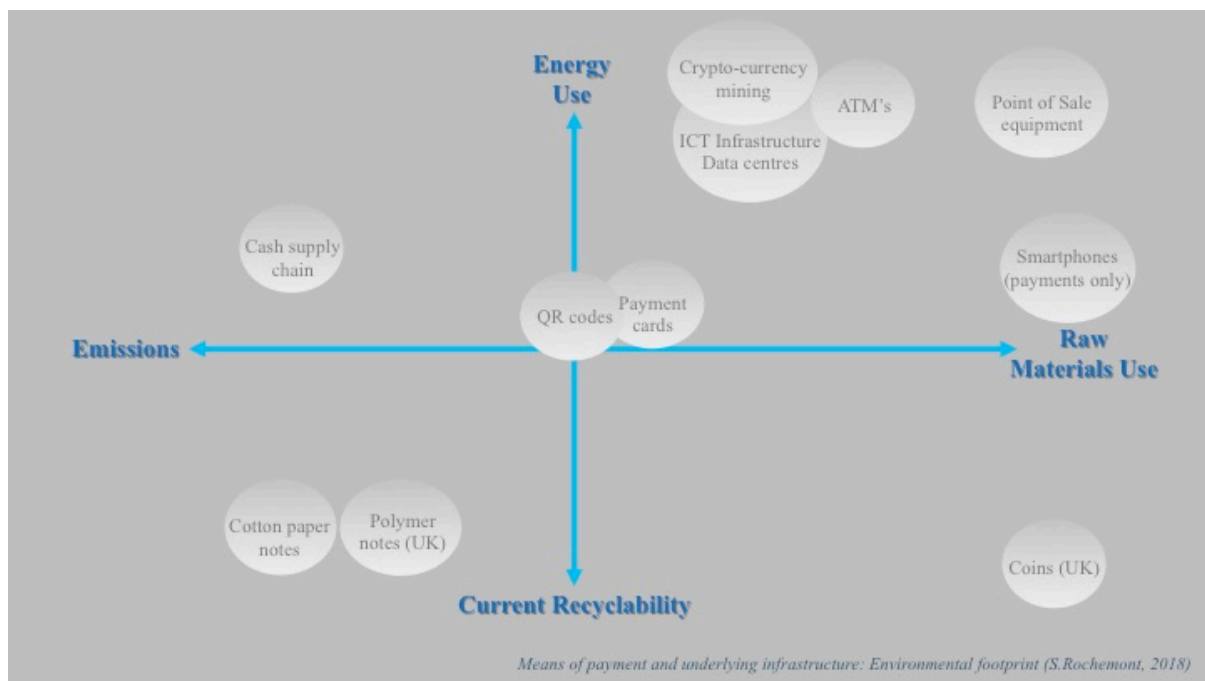 Energy
Use
Crypto-currency
mining
ATM's
Point of Sale
equipment
ICT Infrastructure
Data centres
Cash supply
chain
Smartphones
(payments only)
QR codes
Payment
cards
Emissions
Raw
Materials Use
Cotton paper
notes
Polymer
notes (UK)
Coins (UK)
Current Recyclability
Means of payment and underlying infrastructure: Environmental footprint (S.Rochemont, 2018)